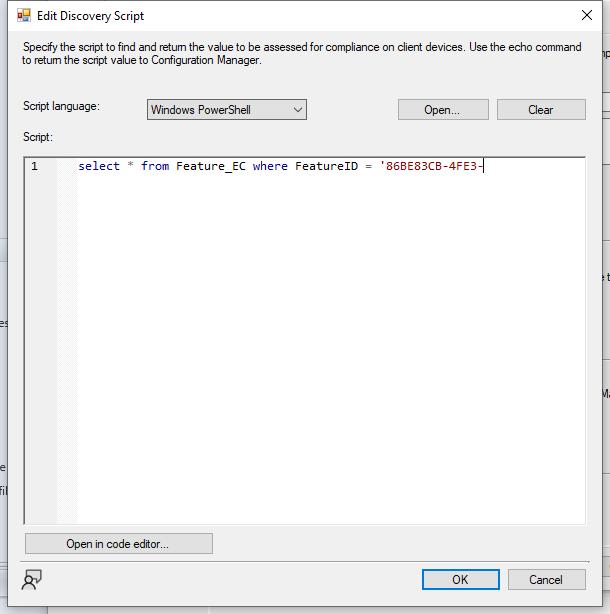 Edit Discovery Script
Specify the script to find and return the value to be assessed for compliance on client devices. Use the echo command
to return the script value to Configuration Manager.
Script language:
Windows PowerShell
Open...
Clear
Script:
1 select * from Feature_EC where FeatureID = '86BE83CB-4FE3-
Open in code editor...
OK
Cancel